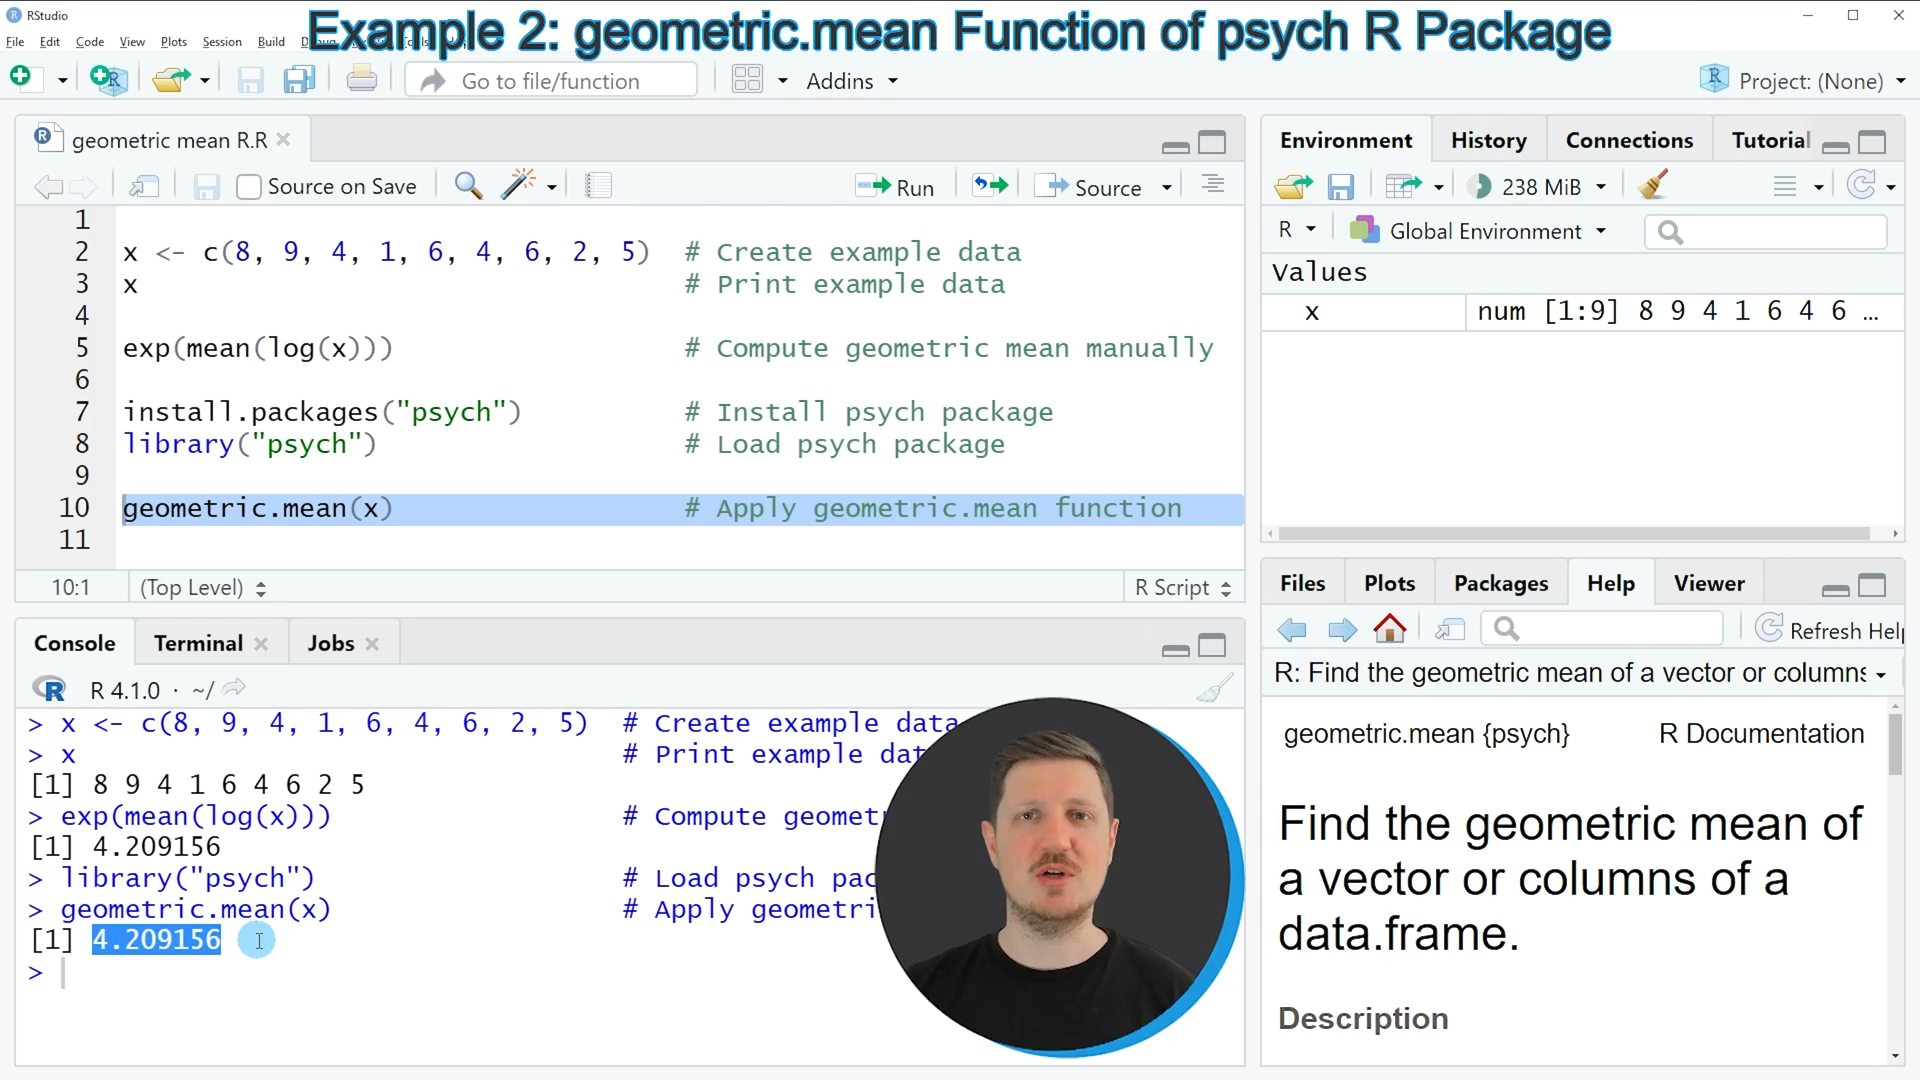 RStudio
Example 2: geometric.mean Function of psych R Package
File Edit Code View Plots Session Build
Go to file/function
Addins
Project: (None)
geometric mean R.R
Source on Save
Run
Source
1
2 x <- c(8, 9, 4, 1, 6, 4, 6, 2, 5) # Create example data
3 x # Print example data
4
5 exp(mean(log(x))) # Compute geometric mean manually
6
7 install.packages("psych") # Install psych package
8 library("psych") # Load psych package
9
10 geometric.mean(x) # Apply geometric.mean function
11
10:1 (Top Level) R Script
Console Terminal Jobs
R 4.1.0 · ~/
> x <- c(8, 9, 4, 1, 6, 4, 6, 2, 5) # Create example data
> x # Print example dat
[1] 8 9 4 1 6 4 6 2 5
> exp(mean(log(x))) # Compute geomet
[1] 4.209156
> library("psych") # Load psych pac
> geometric.mean(x) # Apply geometri
[1] 4.209156
>
Environment History Connections Tutorial
238 MiB
R Global Environment
Values
x num [1:9] 8 9 4 1 6 4 6 ...
Files Plots Packages Help Viewer
Refresh Help
R: Find the geometric mean of a vector or columns
geometric.mean {psych} R Documentation
Find the geometric mean of
a vector or columns of a
data.frame.
Description